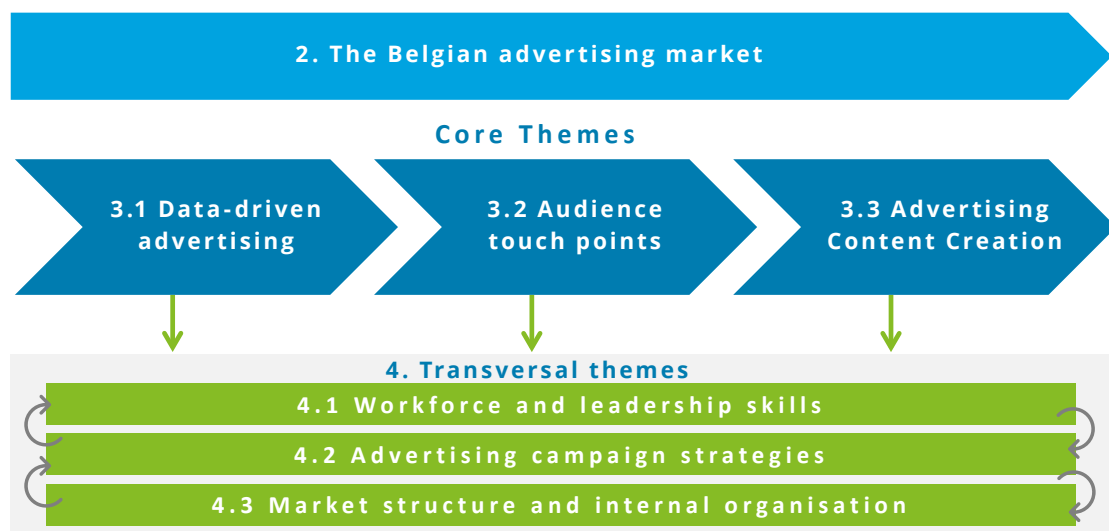 2. The Belgian advertising market
Core Themes
3.1 Data-driven
advertising
3.2 Audience
touch points
3.3 Advertising
Content Creation
4. Transversal themes
4.1 Workforce and leadership skills
4.2 Advertising campaign strategies
4.3 Market structure and internal organisation